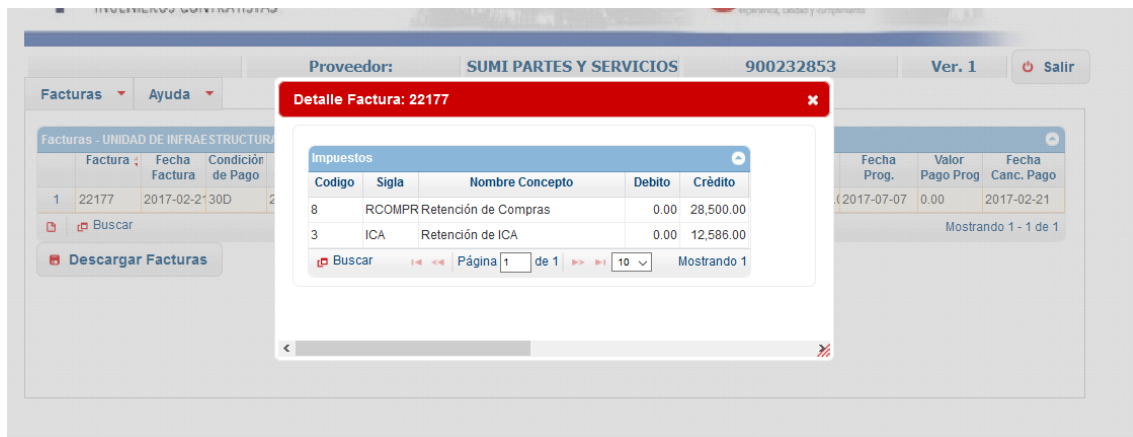 INGENIEROS CONTRATISTAS
Proveedor: SUMI PARTES Y SERVICIOS 900232853 Ver. 1 Salir
Facturas Ayuda
Detalle Factura: 22177
Facturas - UNIDAD DE INFRAESTRUCTURA
Factura Fecha Factura Condiciòn de Pago
Fecha Prog. Valor Pago Prog Fecha Canc. Pago
1 22177 2017-02-21 30D 2
2017-07-07 0.00 2017-02-21
Buscar
Mostrando 1 - 1 de 1
Descargar Facturas
Impuestos
Codigo Sigla Nombre Concepto Debito Crèdito
8 RCOMPR Retención de Compras 0.00 28,500.00
3 ICA Retención de ICA 0.00 12,586.00
Buscar Página 1 de 1 10 Mostrando 1